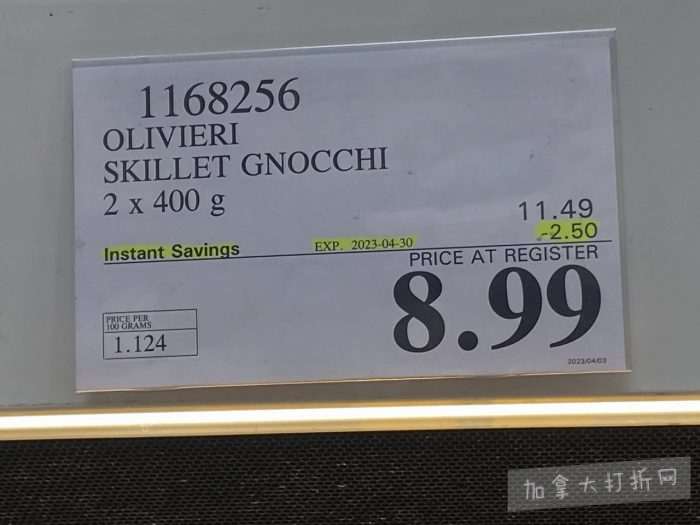 1168256
OLIVIERI
SKILLET GNOCCHI
2 x 400 g
11.49
Instant Savings EXP. 2023-04-30 -2.50
PRICE AT REGISTER
8.99
PRICE PER
100 GRAMS
1.124
2023/04/03
加拿大打折网